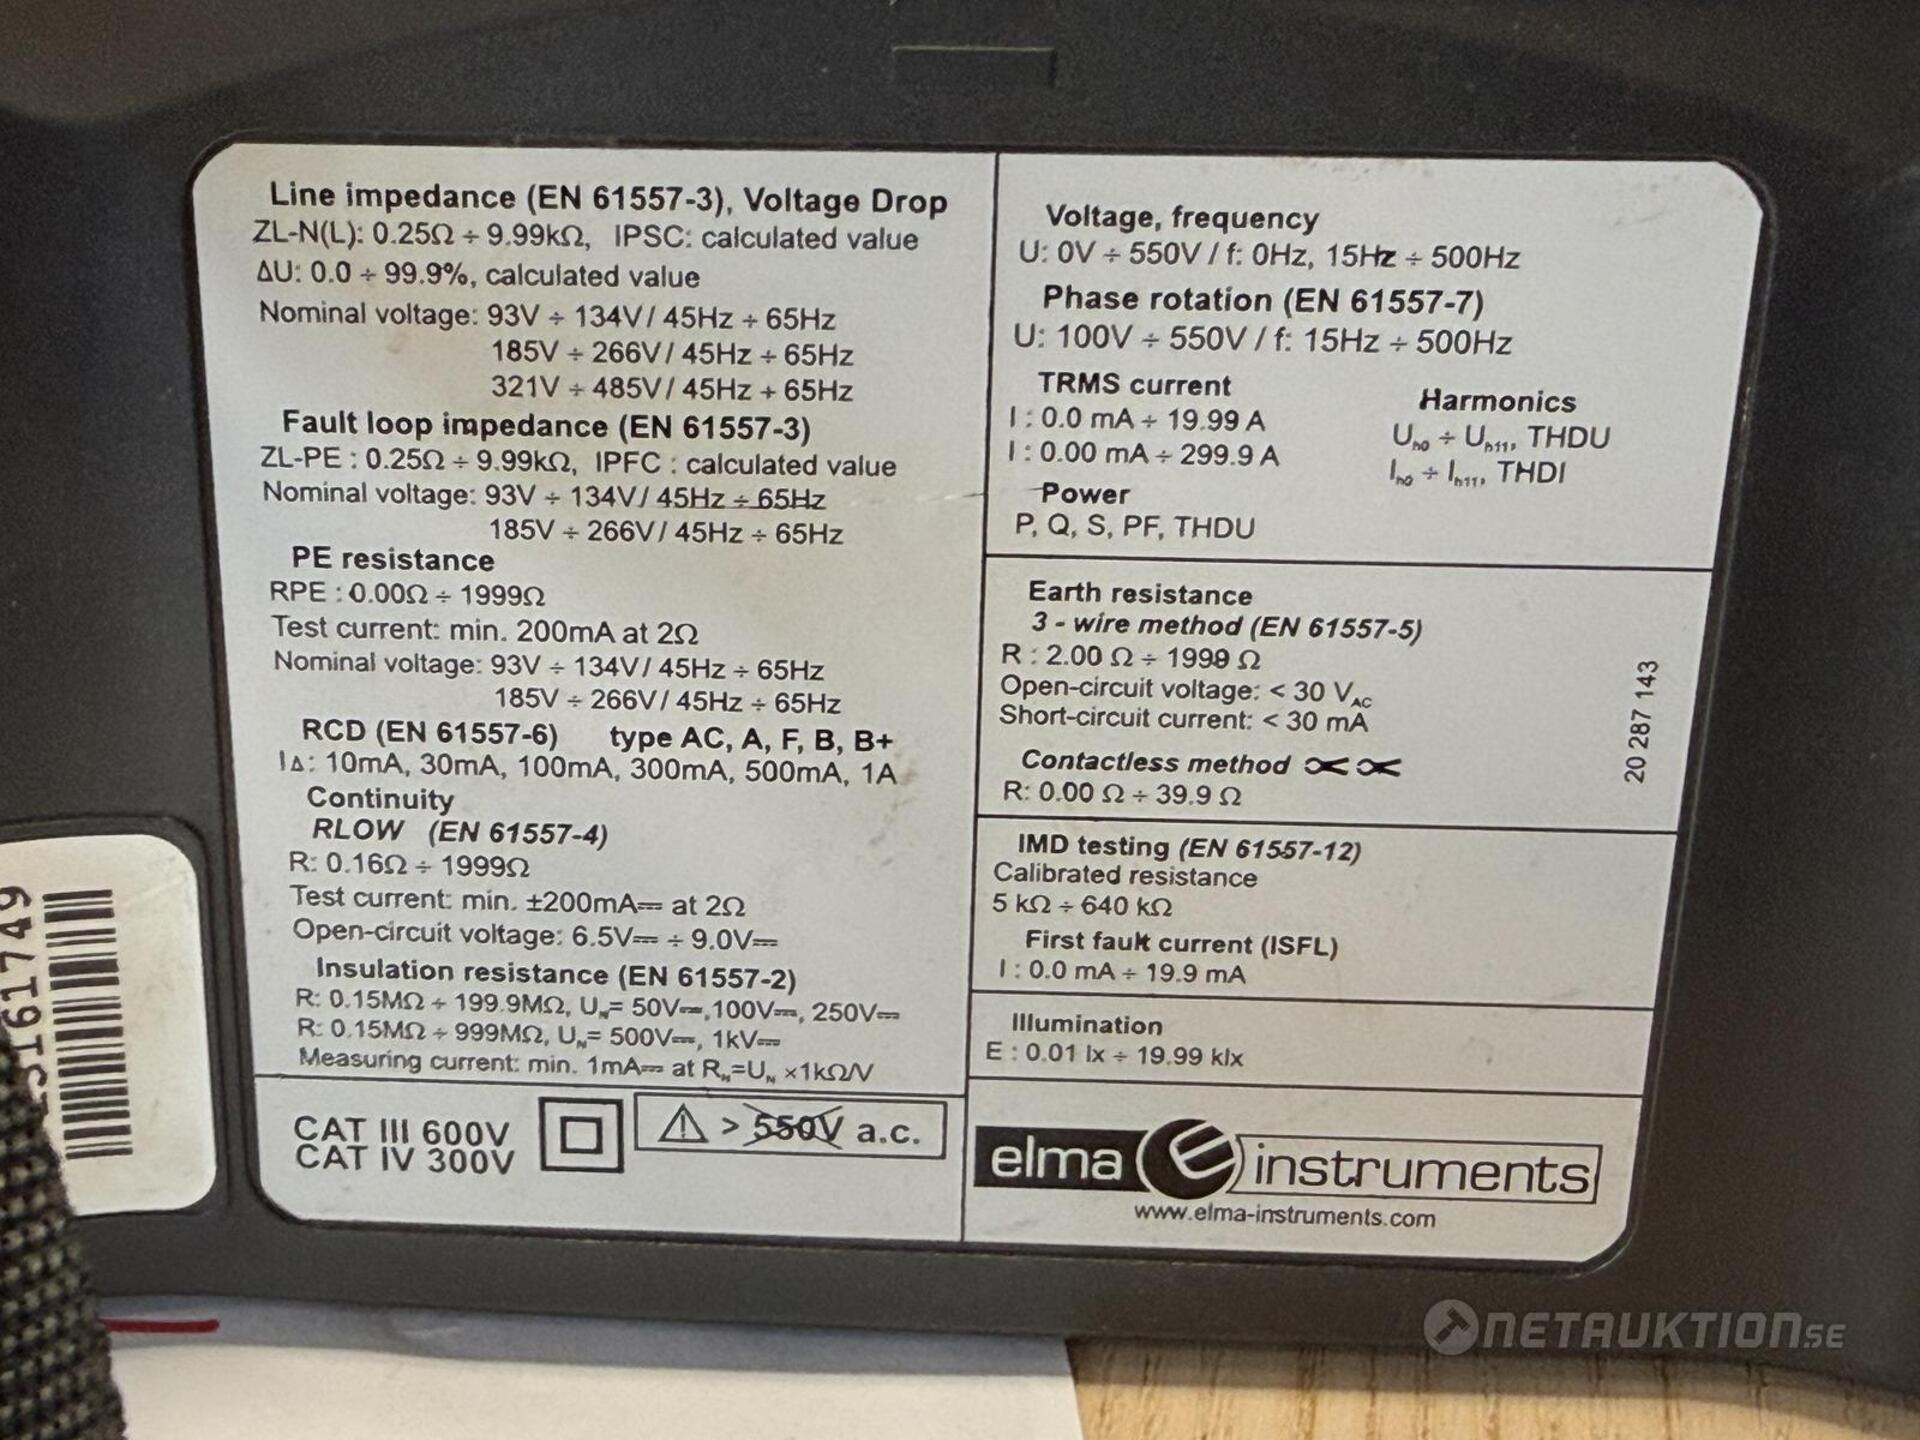 Line impedance (EN 61557-3), Voltage Drop
ZL-N(L): 0.25Ω ÷ 9.99kΩ, IPSC: calculated value
ΔU: 0.0 ÷ 99.9%, calculated value
Nominal voltage: 93V ÷ 134V / 45Hz ÷ 65Hz
185V ÷ 266V / 45Hz ÷ 65Hz
321V ÷ 485V / 45Hz ÷ 65Hz
Fault loop impedance (EN 61557-3)
ZL-PE : 0.25Ω ÷ 9.99kΩ, IPFC : calculated value
Nominal voltage: 93V ÷ 134V / 45Hz ÷ 65Hz
185V ÷ 266V / 45Hz ÷ 65Hz
PE resistance
RPE : 0.00Ω ÷ 1999Ω
Test current: min. 200mA at 2Ω
Nominal voltage: 93V ÷ 134V / 45Hz ÷ 65Hz
185V ÷ 266V / 45Hz ÷ 65Hz
RCD (EN 61557-6) type AC, A, F, B, B+
IΔ: 10mA, 30mA, 100mA, 300mA, 500mA, 1A
Continuity
RLOW (EN 61557-4)
R: 0.16Ω ÷ 1999Ω
Test current: min. ±200mA⎓ at 2Ω
Open-circuit voltage: 6.5V⎓ ÷ 9.0V⎓
Insulation resistance (EN 61557-2)
R: 0.15MΩ ÷ 199.9MΩ, UN= 50V⎓,100V⎓, 250V⎓
R: 0.15MΩ ÷ 999MΩ, UN= 500V⎓, 1kV⎓
Measuring current: min. 1mA⎓ at RN=UN ×1kΩ/V
CAT III 600V
CAT IV 300V
⚠ > 550V a.c.
Voltage, frequency
U: 0V ÷ 550V / f: 0Hz, 15Hz ÷ 500Hz
Phase rotation (EN 61557-7)
U: 100V ÷ 550V / f: 15Hz ÷ 500Hz
TRMS current
I : 0.0 mA ÷ 19.99 A
I : 0.00 mA ÷ 299.9 A
Power
P, Q, S, PF, THDU
Harmonics
Uh0 ÷ Uh11, THDU
Ih0 ÷ Ih11, THDI
Earth resistance
3 - wire method (EN 61557-5)
R : 2.00 Ω ÷ 1999 Ω
Open-circuit voltage: < 30 VAC
Short-circuit current: < 30 mA
Contactless method
R: 0.00 Ω ÷ 39.9 Ω
20 287 143
IMD testing (EN 61557-12)
Calibrated resistance
5 kΩ ÷ 640 kΩ
First fault current (ISFL)
I : 0.0 mA ÷ 19.9 mA
Illumination
E : 0.01 lx ÷ 19.99 klx
elma instruments
www.elma-instruments.com
NETAUKTION.SE